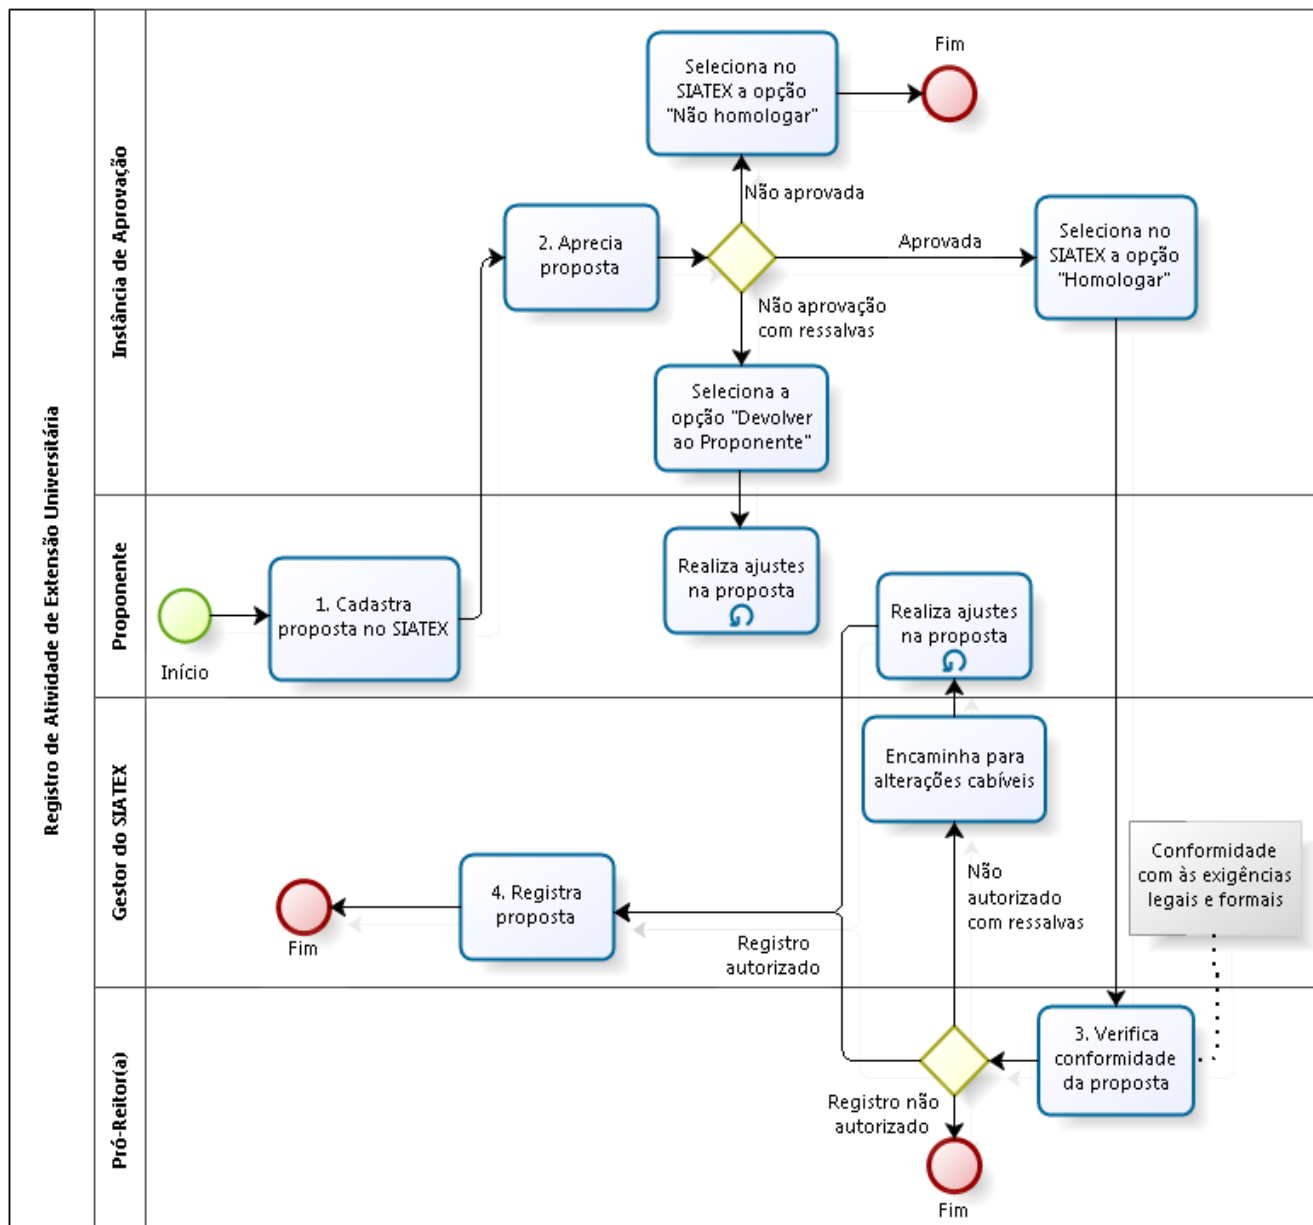 Registro de Atividade de Extensão Universitária
Instância de Aprovação
Seleciona no
SIATEX a opção
"Não homologar"
Fim
Não aprovada
2. Aprecia
proposta
Aprovada
Seleciona no
SIATEX a opção
"Homologar"
Não aprovação
com ressalvas
Seleciona a
opção "Devolver
ao Proponente"
Proponente
Início
1. Cadastra
proposta no SIATEX
Realiza ajustes
na proposta
Realiza ajustes
na proposta
Gestor do SIATEX
Encaminha para
alterações cabíveis
Não
autorizado
com ressalvas
Conformidade
com às exigências
legais e formais
4. Registra
proposta
Fim
Registro
autorizado
Pró-Reitor(a)
3. Verifica
conformidade
da proposta
Registro não
autorizado
Fim